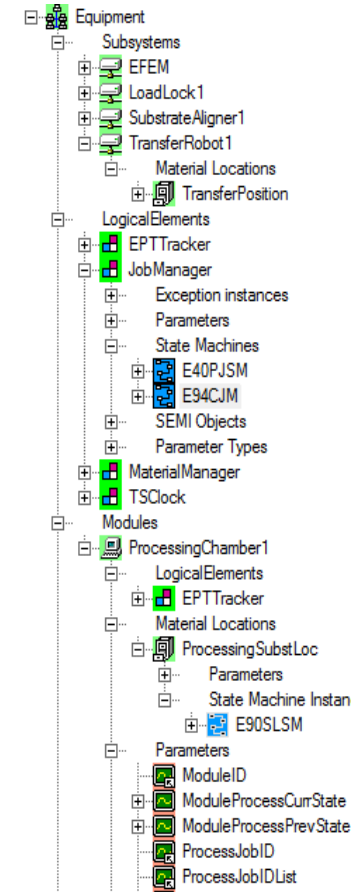 Equipment
Subsystems
EFEM
LoadLock1
SubstrateAligner1
TransferRobot1
Material Locations
TransferPosition
LogicalElements
EPTTracker
JobManager
Exception instances
Parameters
State Machines
E40PJSM
E94CJM
SEMI Objects
Parameter Types
MaterialManager
TSClock
Modules
ProcessingChamber1
LogicalElements
EPTTracker
Material Locations
ProcessingSubstLoc
Parameters
State Machine Instan
E90SLSM
Parameters
ModuleID
ModuleProcessCurrState
ModuleProcessPrevState
ProcessJobID
ProcessJobIDList